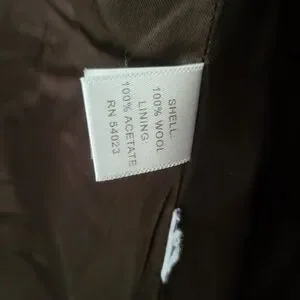 SHELL:
100% WOOL
LINING:
100% ACETATE
RN 54023